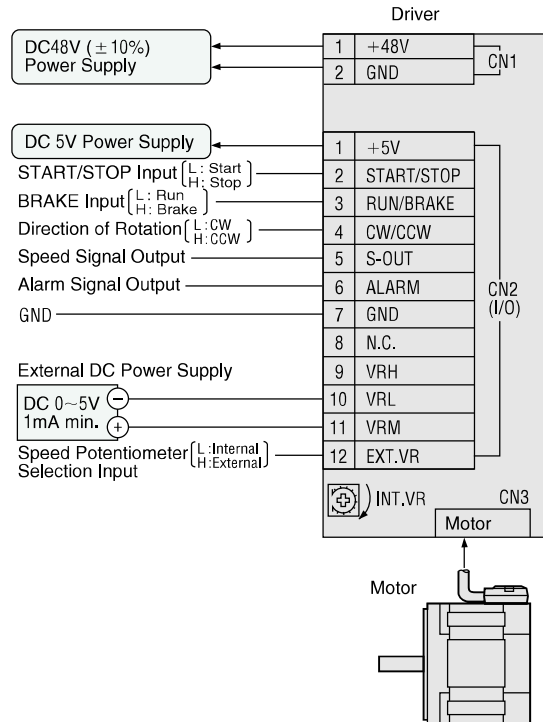 Driver
DC48V (±10%)
Power Supply
1 +48V
2 GND
CN1
DC 5V Power Supply
1 +5V
START/STOP Input [L: Start H: Stop]
2 START/STOP
BRAKE Input [L: Run H: Brake]
3 RUN/BRAKE
Direction of Rotation [L:CW H:CCW]
4 CW/CCW
Speed Signal Output
5 S-OUT
Alarm Signal Output
6 ALARM
CN2
(I/O)
GND
7 GND
8 N.C.
External DC Power Supply
9 VRH
DC 0~5V
1mA min.
−
10 VRL
+
11 VRM
Speed Potentiometer
Selection Input
[L:Internal H:External]
12 EXT.VR
INT.VR
CN3
Motor
Motor